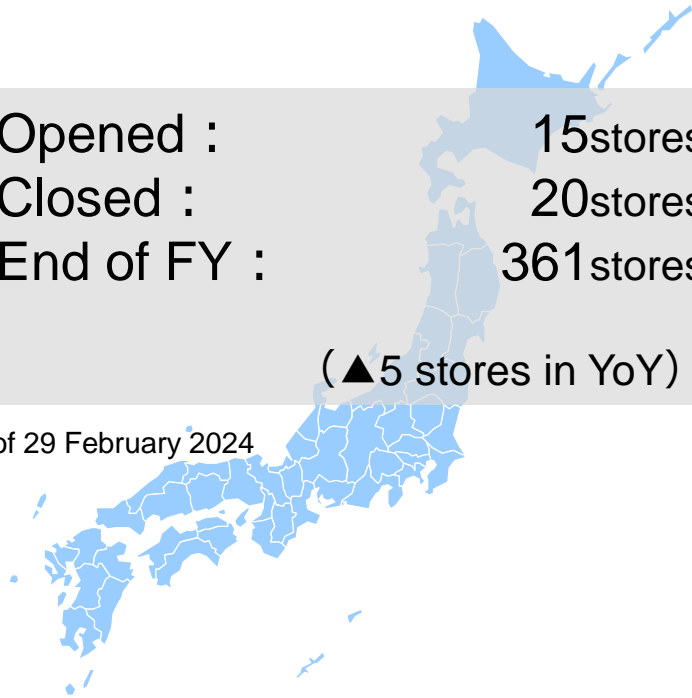 Opened： 15stores
Closed： 20stores
End of FY： 361stores
（▲5 stores in YoY）
of 29 February 2024